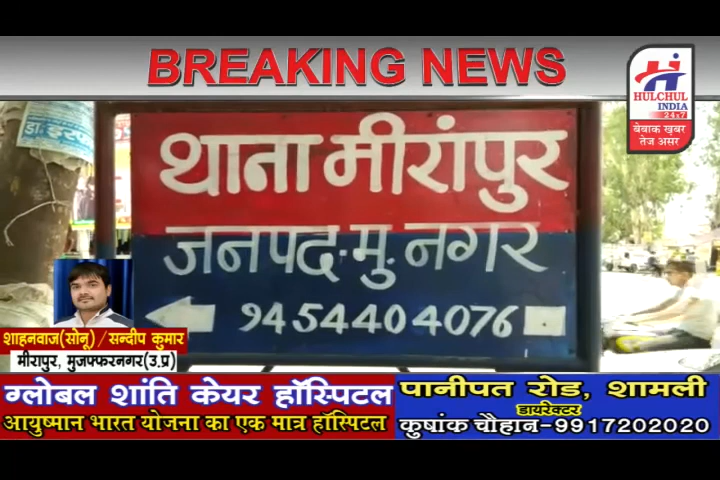 BREAKING NEWS
HULCHUL
INDIA
24x7
बेबाक खबर
तेज असर
डा.
थाना मीरांपुर
जनपद-मु.नगर
9454404076
शाहनवाज(सोनू)/सन्दीप कुमार
मीरापुर, मुजफ्फरनगर(उ.प्र)
ग्लोबल शांति केयर हॉस्पिटल
आयुष्मान भारत योजना का एक मात्र हॉस्पिटल
पानीपत रोड, शामली
डायरेक्टर
कुषांक चौहान-9917202020